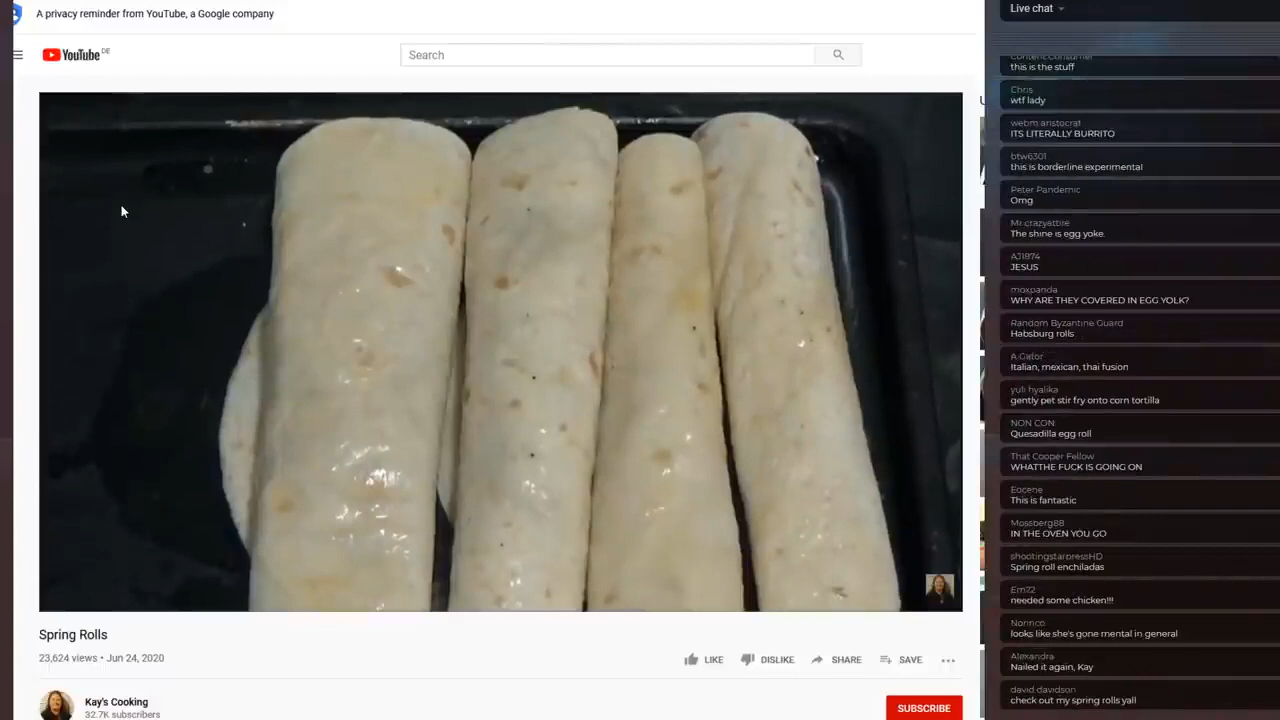 A privacy reminder from YouTube, a Google company
YouTube DE
Search
Spring Rolls
23,624 views • Jun 24, 2020
LIKE DISLIKE SHARE SAVE
Kay's Cooking
32.7K subscribers
SUBSCRIBE
Live chat
this is the stuff
Chris
wtf lady
webm aristocrat
ITS LITERALLY BURRITO
btw6301
this is borderline experimental
Peter Pandemic
Omg
Mr crazyattire
The shine is egg yoke.
AJ1874
JESUS
moxpanda
WHY ARE THEY COVERED IN EGG YOLK?
Random Byzantine Guard
Habsburg rolls
Italian, mexican, thai fusion
yuli hyalika
gently pet stir fry onto corn tortilla
NON CON
Quesadilla egg roll
That Cooper Fellow
WHATTHE FUCK IS GOING ON
Eocene
This is fantastic
Mossberg88
IN THE OVEN YOU GO
shootingstarpressHD
Spring roll enchiladas
needed some chicken!!!
Norinco
looks like she's gone mental in general
Alexandra
Nailed it again, Kay
david davidson
check out my spring rolls yall